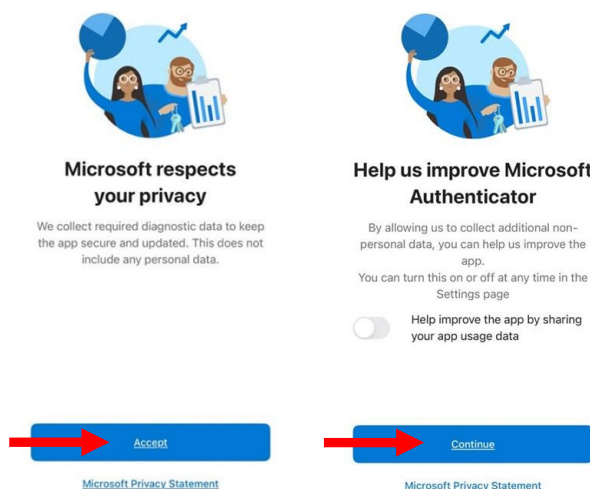 Microsoft respects
your privacy
We collect required diagnostic data to keep
the app secure and updated. This does not
include any personal data.
Accept
Microsoft Privacy Statement
Help us improve Microsoft
Authenticator
By allowing us to collect additional non-
personal data, you can help us improve the
app.
You can turn this on or off at any time in the
Settings page
Help improve the app by sharing
your app usage data
Continue
Microsoft Privacy Statement